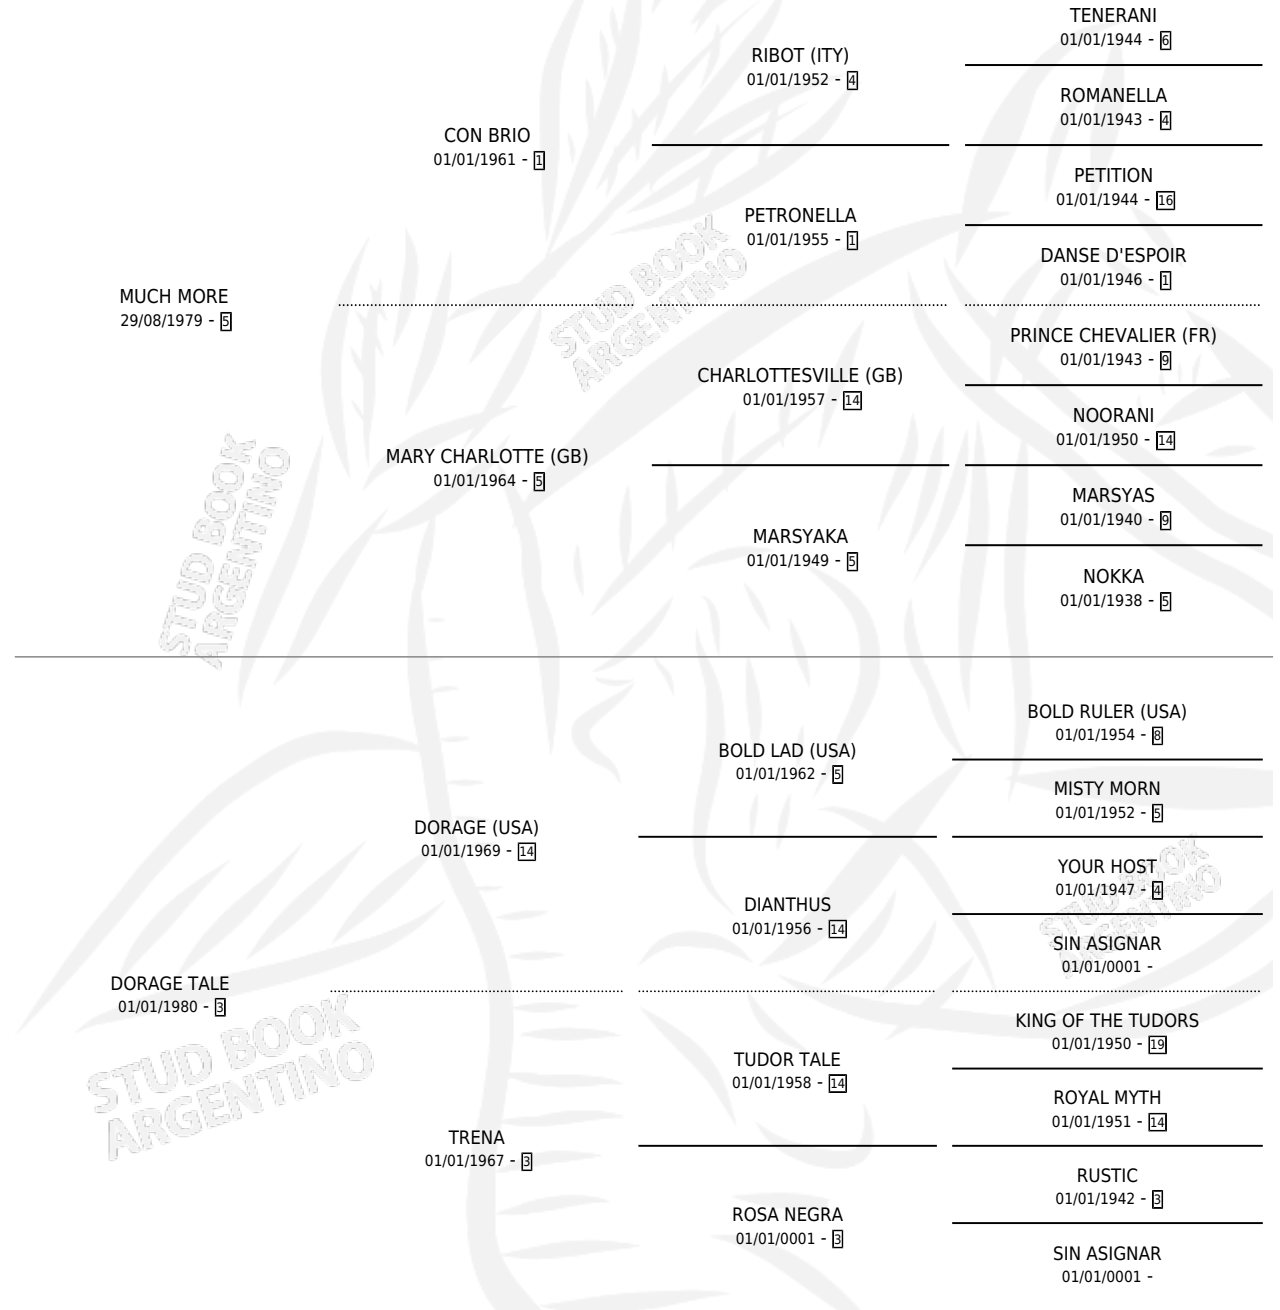 TENERANI
01/01/1944 - 6
RIBOT (ITY)
01/01/1952 - 4
ROMANELLA
01/01/1943 - 4
CON BRIO
01/01/1961 - 1
PETITION
01/01/1944 - 16
PETRONELLA
01/01/1955 - 1
DANSE D'ESPOIR
01/01/1946 - 1
MUCH MORE
29/08/1979 - 5
PRINCE CHEVALIER (FR)
01/01/1943 - 9
CHARLOTTESVILLE (GB)
01/01/1957 - 14
NOORANI
01/01/1950 - 14
MARY CHARLOTTE (GB)
01/01/1964 - 5
MARSYAS
01/01/1940 - 9
MARSYAKA
01/01/1949 - 5
NOKKA
01/01/1938 - 5
BOLD RULER (USA)
01/01/1954 - 8
BOLD LAD (USA)
01/01/1962 - 5
MISTY MORN
01/01/1952 - 5
DORAGE (USA)
01/01/1969 - 14
YOUR HOST
01/01/1947 - 4
DIANTHUS
01/01/1956 - 14
SIN ASIGNAR
01/01/0001 -
DORAGE TALE
01/01/1980 - 3
KING OF THE TUDORS
01/01/1950 - 19
TUDOR TALE
01/01/1958 - 14
ROYAL MYTH
01/01/1951 - 14
TRENA
01/01/1967 - 3
RUSTIC
01/01/1942 - 3
ROSA NEGRA
01/01/0001 - 3
SIN ASIGNAR
01/01/0001 -
STUD BOOK
ARGENTINO
STUD BOOK
ARGENTINO
STUD BOOK
ARGENTINO
STUD BOOK
ARGENTINO